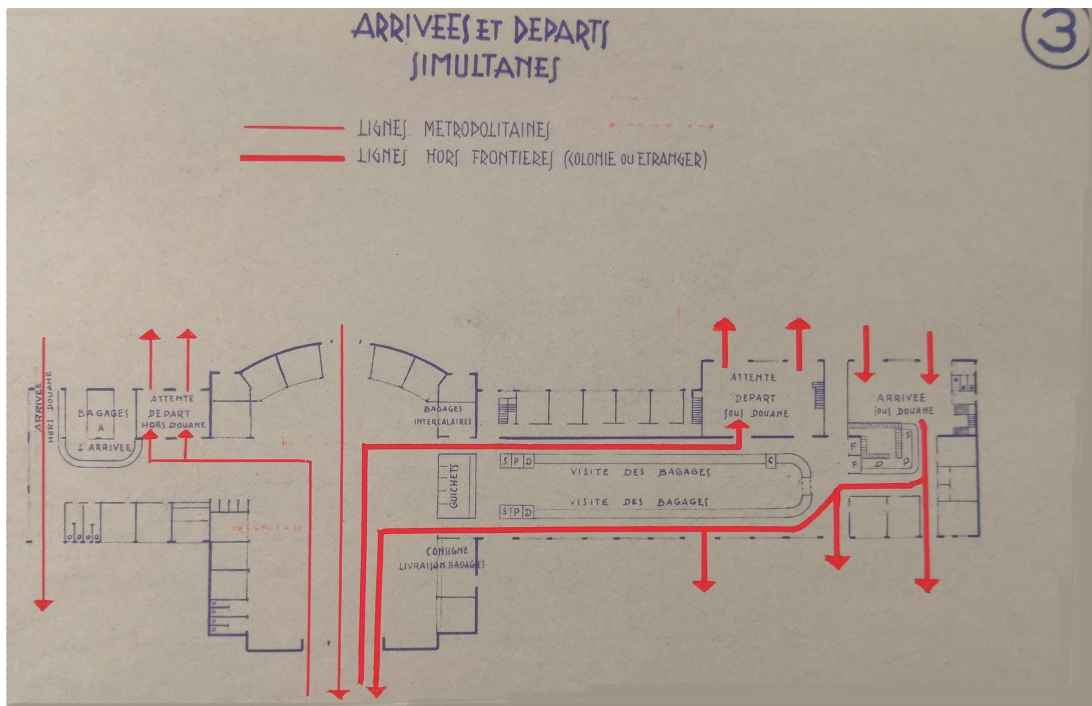 ARRIVEES ET DEPARTS
SIMULTANES
3
LIGNES METROPOLITAINES
LIGNES HORS FRONTIERES (COLONIE OU ETRANGER)
ARRIVEE
HORS DOUANE
BAGAGES
A
L'ARRIVEE
ATTENTE
DEPART
HORS DOUANE
BAGAGES
INTERCALAIRES
ATTENTE
DEPART
SOUS DOUANE
ARRIVEE
OUS DOUANE
GUICHETS
S P D
VISITE DES BAGAGES
C
VISITE DES BAGAGES
S P D
F
F
D
P
S
CONSIGNE
LIVRAISON BAGAGES